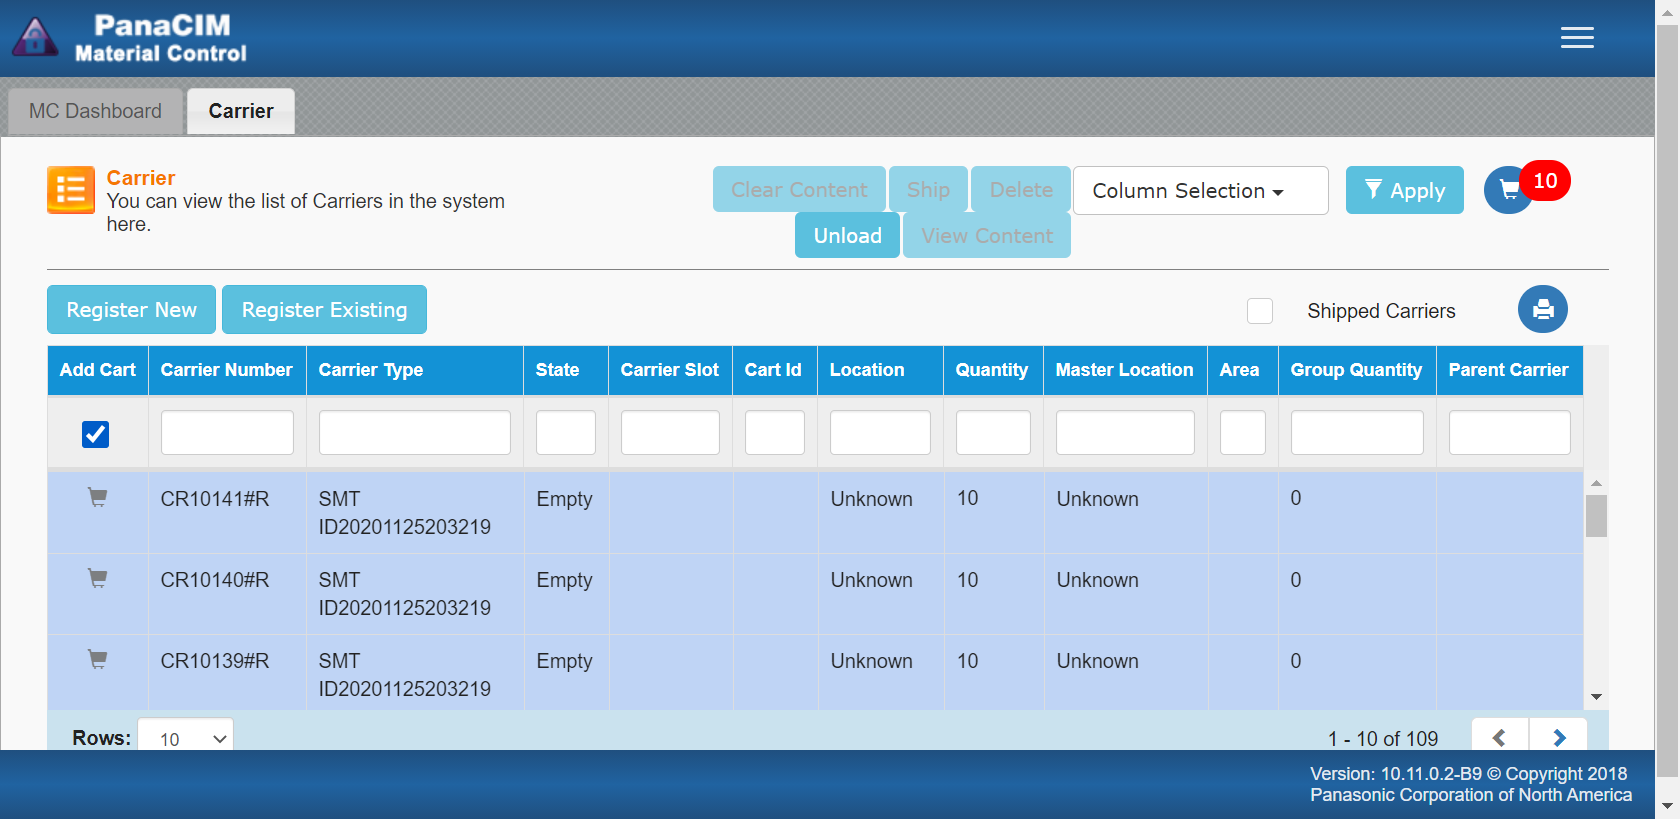 PanaCIM
Material Control
MC Dashboard
Carrier
Carrier
You can view the list of Carriers in the system
here.
Clear Content
Ship
Delete
Column Selection
Apply
10
Unload
View Content
Register New
Register Existing
Shipped Carriers
Add Cart Carrier Number Carrier Type State Carrier Slot Cart Id Location Quantity Master Location Area Group Quantity Parent Carrier
CR10141#R SMT Empty Unknown 10 Unknown 0
ID20201125203219
CR10140#R SMT Empty Unknown 10 Unknown 0
ID20201125203219
CR10139#R SMT Empty Unknown 10 Unknown 0
ID20201125203219
Rows: 10
1 - 10 of 109
Version: 10.11.0.2-B9 © Copyright 2018
Panasonic Corporation of North America